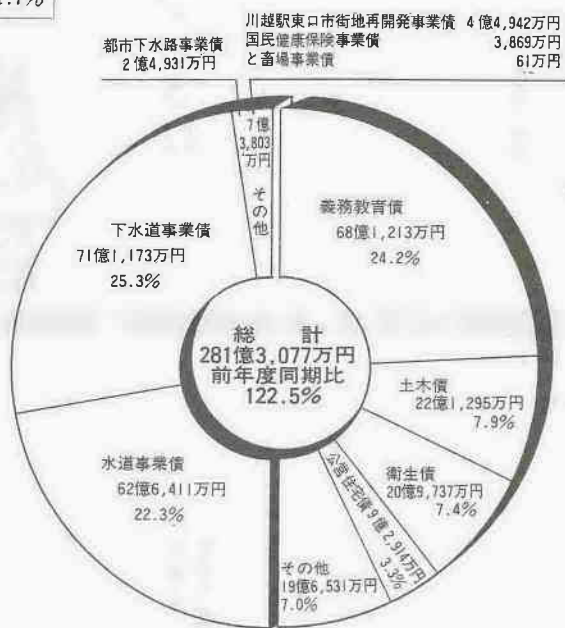 川越駅東口市街地再開発事業債 4億4,942万円
国民健康保険事業債 3,869万円
と畜場事業債 61万円
都市下水路事業債
2億4,931万円
7億
3,803
万円
その他
義務教育債
68億1,213万円
24.2%
下水道事業債
71億1,173万円
25.3%
総計
281億3,077万円
前年度同期比
122.5%
土木債
22億1,295万円
7.9%
衛生債
20億9,737万円
7.4%
公営住宅債9億2,914万円
3.3%
水道事業債
62億6,411万円
22.3%
その他
19億6,531万円
7.0%